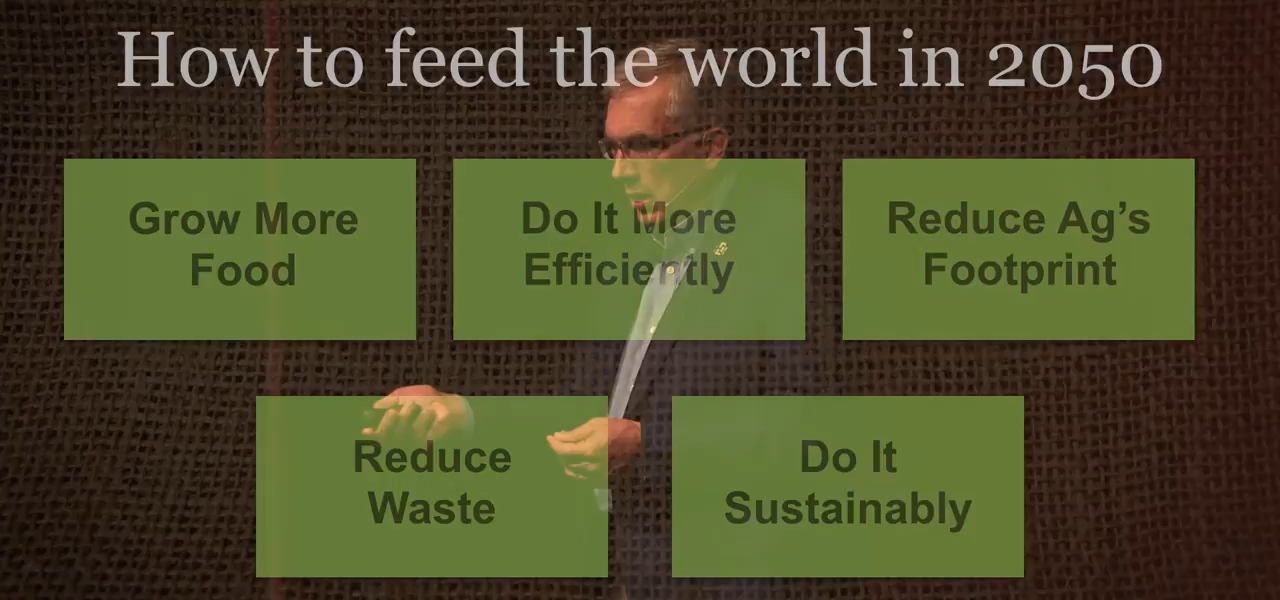 How to feed the world in 2050
Grow More
Food
Do It More
Efficiently
Reduce Ag’s
Footprint
Reduce
Waste
Do It
Sustainably